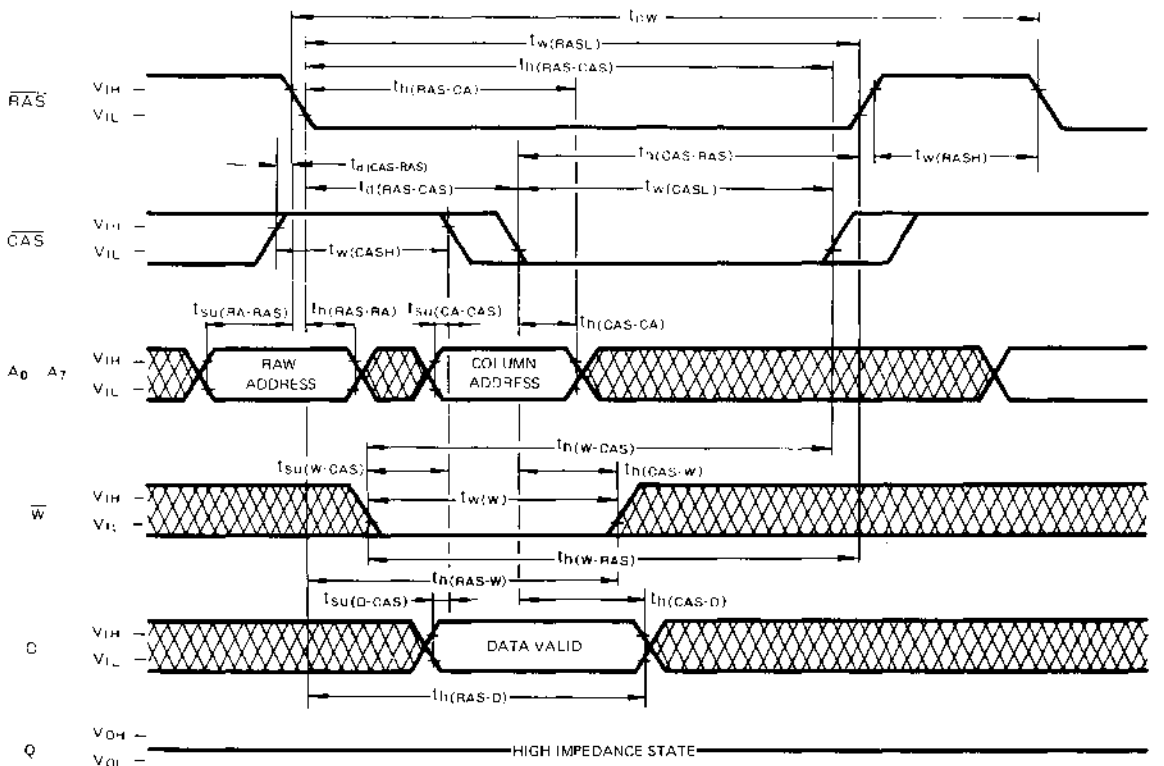 tCW
tw(RASL)
th(RAS-CAS)
th(RAS-CA)
RAS
VIH
VIL
th(CAS-RAS)
tw(RASH)
td(CAS-RAS)
td(RAS-CAS)
tw(CASL)
CAS
VIH
VIL
tw(CASH)
tsu(RA-RAS)
th(RAS-RA)
tsu(CA-CAS)
th(CAS-CA)
A0 A7
VIH
VIL
RAW
ADDRESS
COLUMN
ADDRESS
th(W-CAS)
tsu(W-CAS)
th(CAS-W)
W
VIH
VIL
tw(W)
th(W-RAS)
th(RAS-W)
tsu(D-CAS)
th(CAS-D)
VIH
VIL
DATA VALID
th(RAS-D)
Q
VOH
VOL
HIGH IMPEDANCE STATE